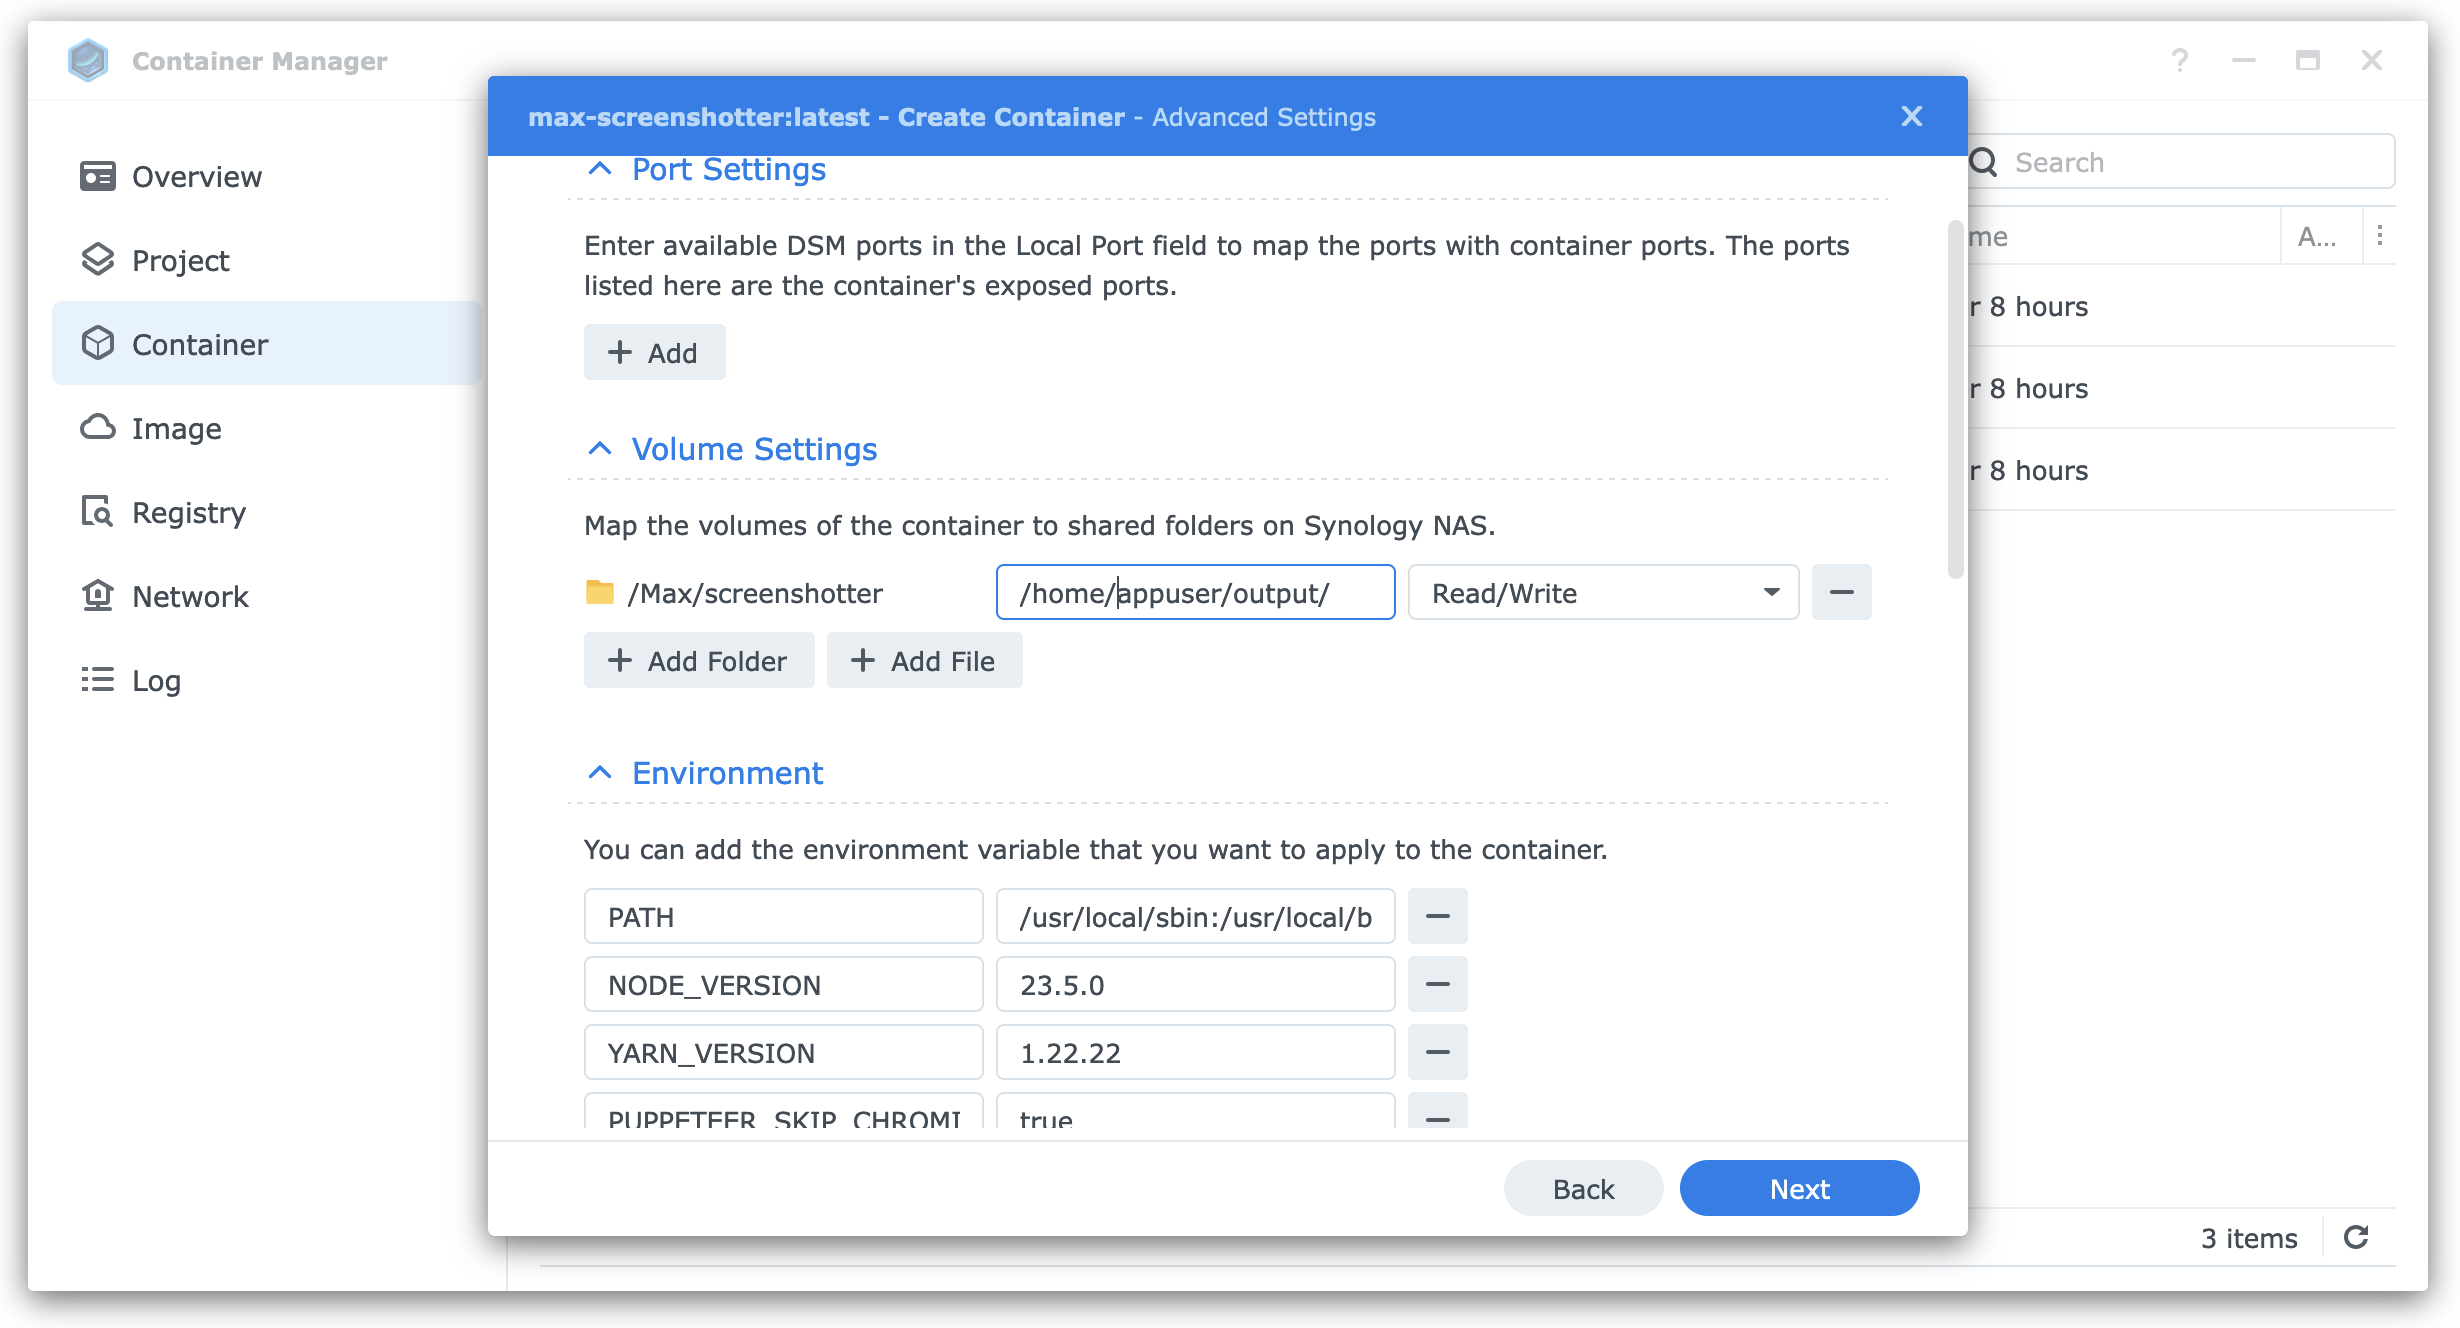 Container Manager
max-screenshotter:latest - Create Container - Advanced Settings
Overview
Project
Container
Image
Registry
Network
Log
Port Settings
Enter available DSM ports in the Local Port field to map the ports with container ports. The ports
listed here are the container's exposed ports.
Add
Volume Settings
Map the volumes of the container to shared folders on Synology NAS.
/Max/screenshotter /home/appuser/output/ Read/Write
Add Folder Add File
Environment
You can add the environment variable that you want to apply to the container.
PATH /usr/local/sbin:/usr/local/b
NODE_VERSION 23.5.0
YARN_VERSION 1.22.22
PUPPETEER_SKIP_CHROMI true
Back Next
Search
me A...
r 8 hours
r 8 hours
r 8 hours
3 items